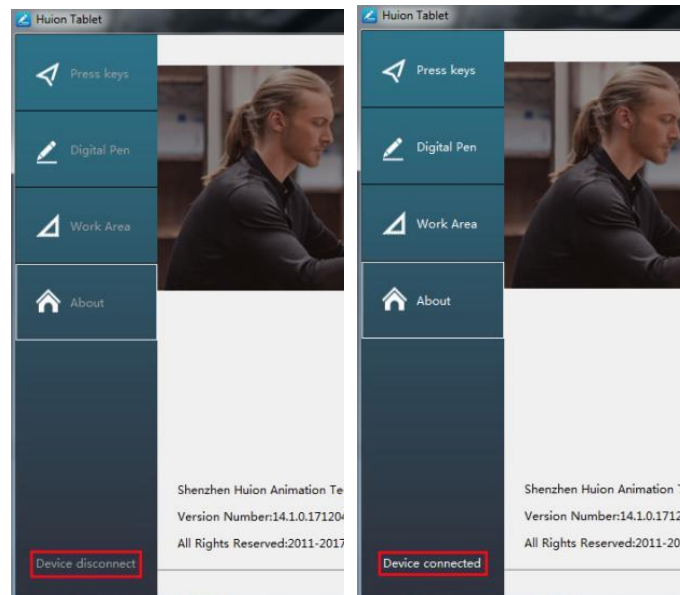 Huion Tablet
Press keys
Digital Pen
Work Area
About
Shenzhen Huion Animation Te
Version Number:14.1.0.171204
All Rights Reserved:2011-2017
Device disconnect
Huion Tablet
Press keys
Digital Pen
Work Area
About
Shenzhen Huion Animation
Version Number:14.1.0.1712
All Rights Reserved:2011-20
Device connected